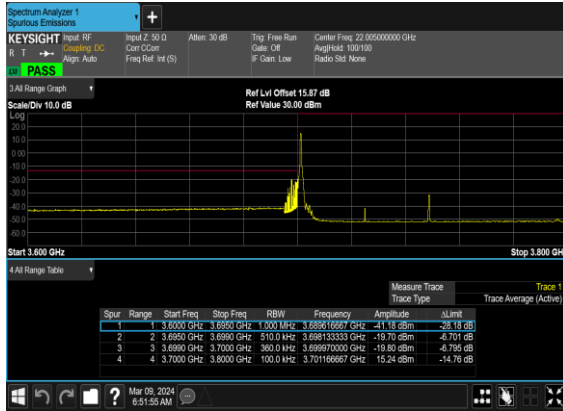 Spectrum Analyzer 1
Spurious Emissions
+
KEYSIGHT Input: RF Input Z: 50 Ω Atten: 30 dB Trig: Free Run Center Freq: 22.005000000 GHz
R T Coupling: DC Corr CCorr Gate: Off Avg|Hold: 100/100
Align: Auto Freq Ref: Int (S) IF Gain: Low Radio Std: None
PASS
3 All Range Graph Ref Lvl Offset 15.87 dB
Scale/Div 10.0 dB Ref Value 30.00 dBm
Log
20.0
10.0
0.00
-10.0
-20.0
-30.0
-40.0
-50.0
-60.0
Start 3.600 GHz Stop 3.800 GH
4 All Range Table
Measure Trace Trace 1
Trace Type Trace Average (Active)
Spur Range Start Freq Stop Freq RBW Frequency Amplitude ΔLimit
1 1 3.6000 GHz 3.6950 GHz 1.000 MHz 3.689616667 GHz -41.18 dBm -28.18 dB
2 2 3.6950 GHz 3.6990 GHz 510.0 kHz 3.698133333 GHz -19.70 dBm -6.701 dB
3 3 3.6990 GHz 3.7000 GHz 360.0 kHz 3.699970000 GHz -19.80 dBm -6.795 dB
4 4 3.7000 GHz 3.8000 GHz 100.0 kHz 3.701166667 GHz 15.24 dBm -14.76 dB
? Mar 09, 2024
6:51:55 AM